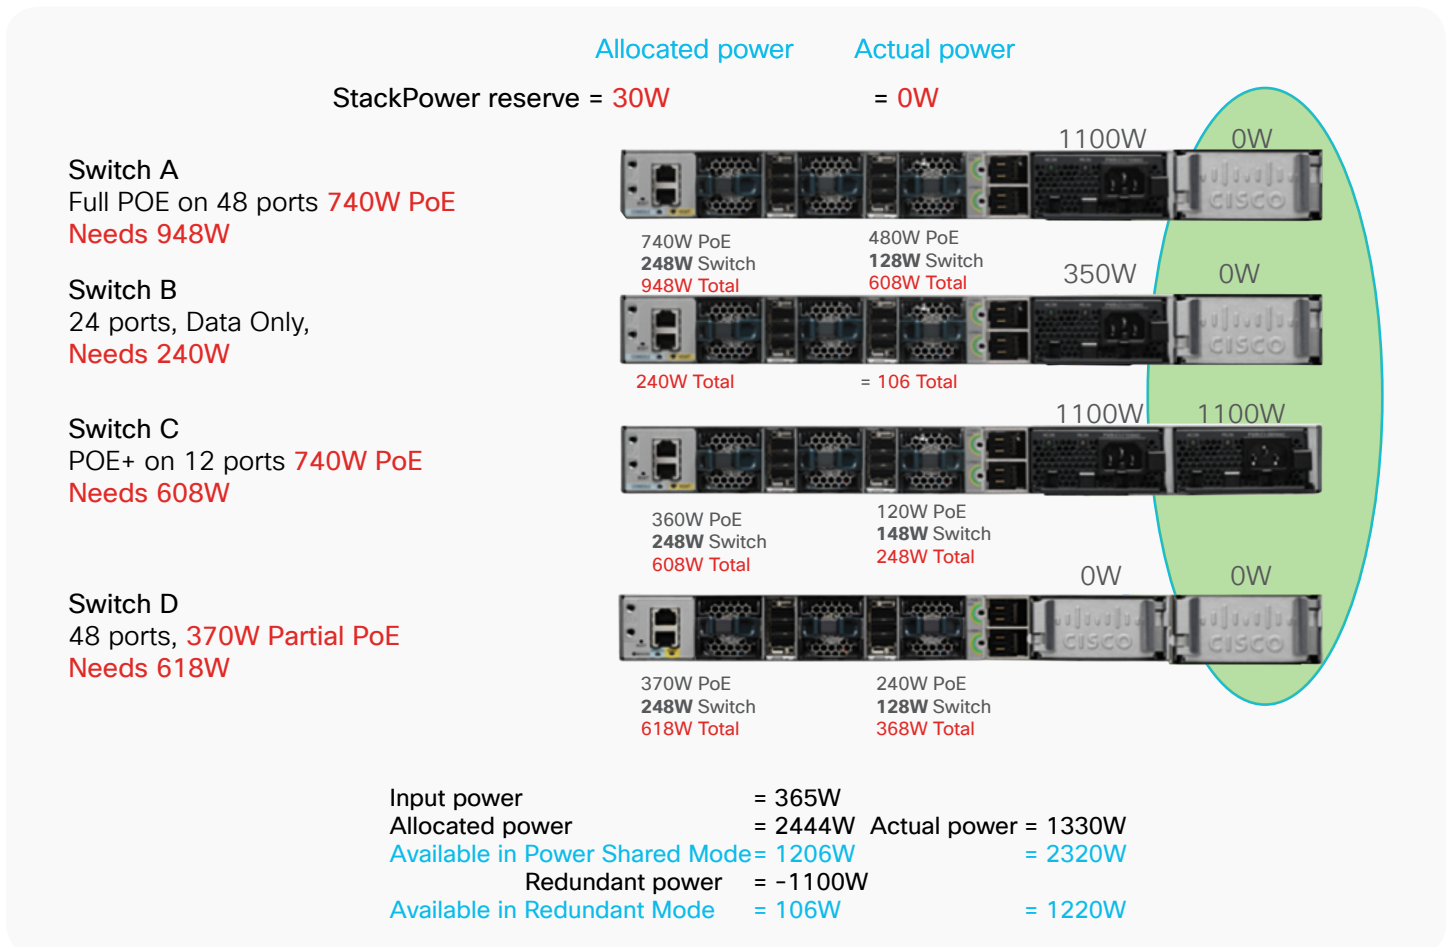 Allocated power Actual power
StackPower reserve = 30W = 0W
1100W 0W
Switch A
Full POE on 48 ports 740W PoE
Needs 948W
CISCO
740W PoE 480W PoE
248W Switch 128W Switch
948W Total 608W Total
350W 0W
Switch B
24 ports, Data Only,
Needs 240W
CISCO
240W Total = 106 Total
1100W 1100W
Switch C
POE+ on 12 ports 740W PoE
Needs 608W
360W PoE 120W PoE
248W Switch 148W Switch
608W Total 248W Total
0W 0W
Switch D
48 ports, 370W Partial PoE
Needs 618W
CISCO CISCO
370W PoE 240W PoE
248W Switch 128W Switch
618W Total 368W Total
Input power = 365W
Allocated power = 2444W Actual power = 1330W
Available in Power Shared Mode = 1206W = 2320W
Redundant power = -1100W
Available in Redundant Mode = 106W = 1220W